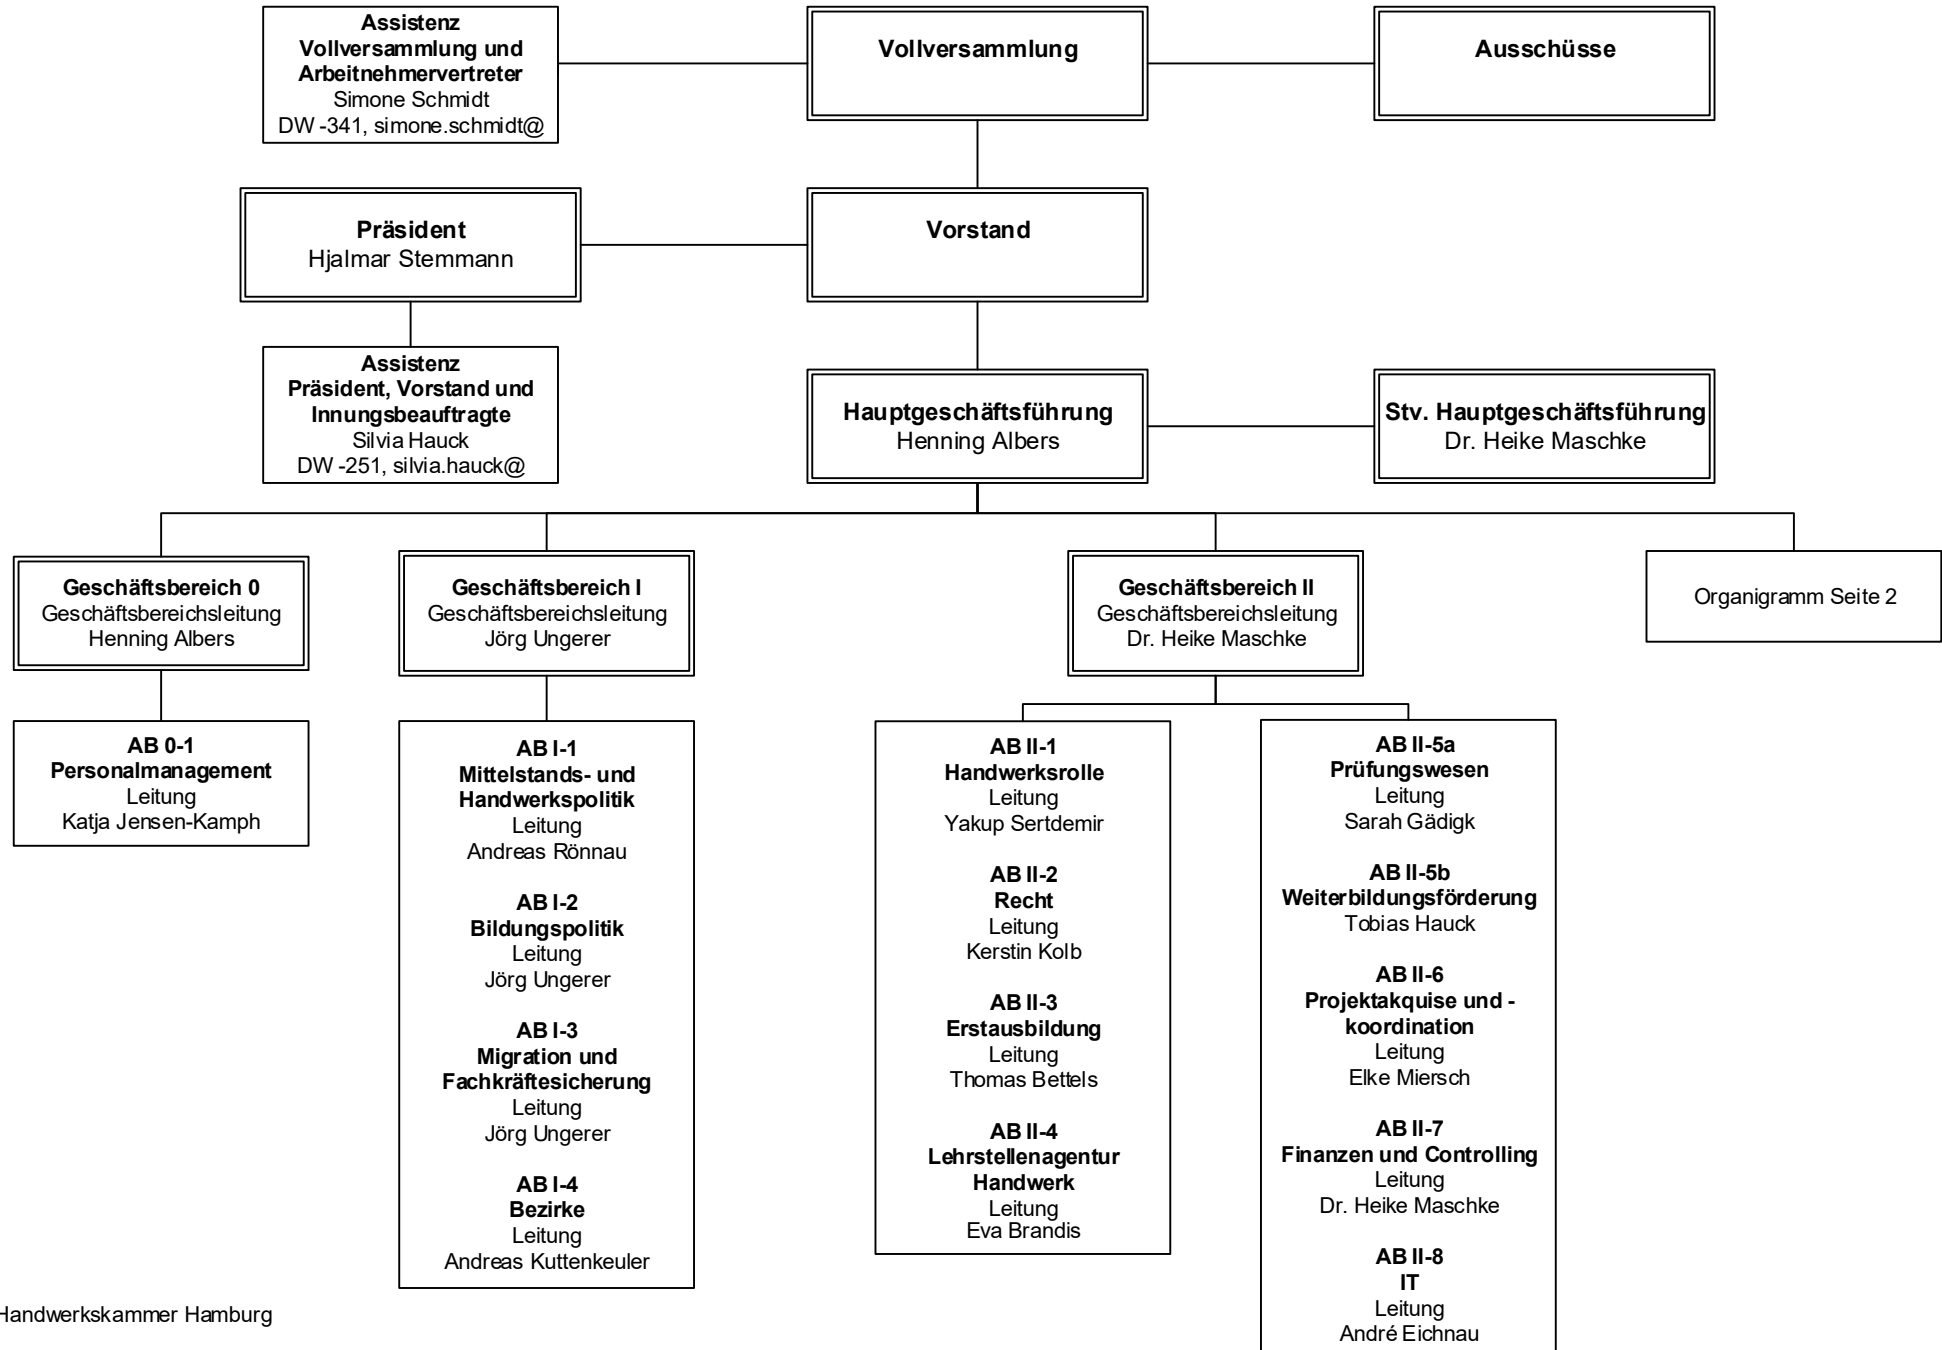 Assistenz
Vollversammlung und
Arbeitnehmervertreter
Simone Schmidt
DW -341, simone.schmidt@
Vollversammlung
Ausschüsse
Präsident
Hjalmar Stemmann
Vorstand
Assistenz
Präsident, Vorstand und
Innungsbeauftragte
Silvia Hauck
DW -251, silvia.hauck@
Hauptgeschäftsführung
Henning Albers
Stv. Hauptgeschäftsführung
Dr. Heike Maschke
Geschäftsbereich 0
Geschäftsbereichsleitung
Henning Albers
Geschäftsbereich I
Geschäftsbereichsleitung
Jörg Ungerer
Geschäftsbereich II
Geschäftsbereichsleitung
Dr. Heike Maschke
Organigramm Seite 2
AB 0-1
Personalmanagement
Leitung
Katja Jensen-Kamph
AB I-1
Mittelstands- und
Handwerkspolitik
Leitung
Andreas Rönnau
AB I-2
Bildungspolitik
Leitung
Jörg Ungerer
AB I-3
Migration und
Fachkräftesicherung
Leitung
Jörg Ungerer
AB I-4
Bezirke
Leitung
Andreas Kuttenkeuler
AB II-1
Handwerksrolle
Leitung
Yakup Sertdemir
AB II-2
Recht
Leitung
Kerstin Kolb
AB II-3
Erstausbildung
Leitung
Thomas Bettels
AB II-4
Lehrstellenagentur
Handwerk
Leitung
Eva Brandis
AB II-5a
Prüfungswesen
Leitung
Sarah Gädigk
AB II-5b
Weiterbildungsförderung
Tobias Hauck
AB II-6
Projektakquise und -
koordination
Leitung
Elke Miersch
AB II-7
Finanzen und Controlling
Leitung
Dr. Heike Maschke
AB II-8
IT
Leitung
André Eichnau
Handwerkskammer Hamburg